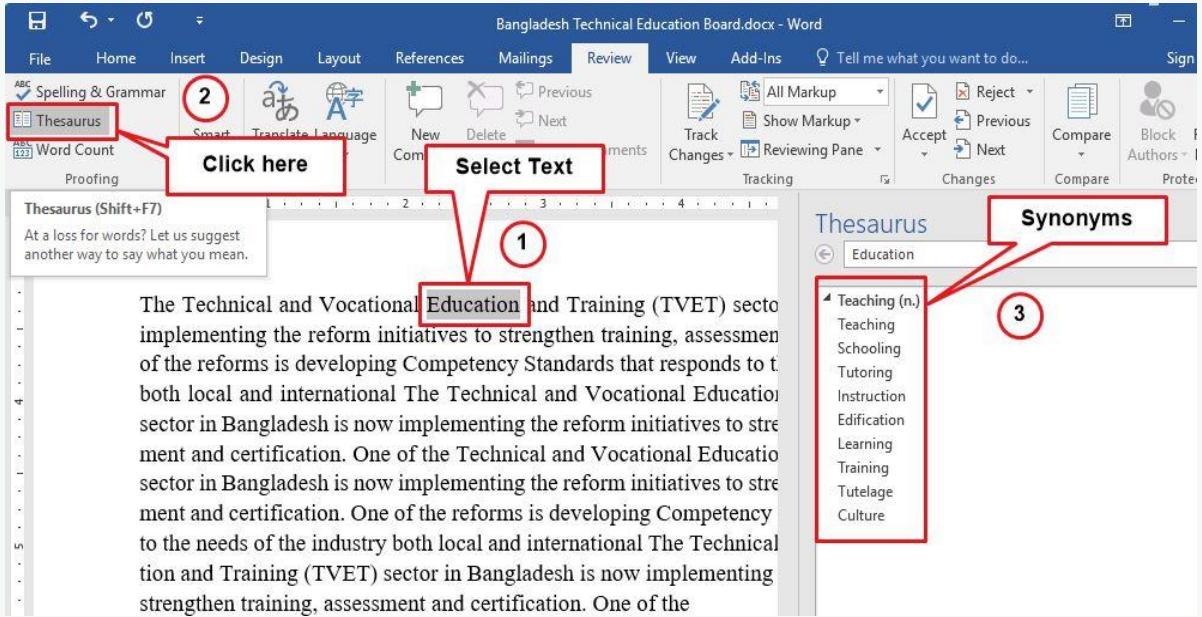 Bangladesh Technical Education Board.docx - Word
File Home Insert Design Layout References Mailings Review View Add-Ins Tell me what you want to do... Sign
ABC Spelling & Grammar
Thesaurus
ABC 123 Word Count
Proofing
2
Click here
Smart
Translate Language
New
Delete
Previous
Next
Select Text
Track
Changes
All Markup
Show Markup
Reviewing Pane
Tracking
Accept
Reject
Previous
Next
Changes
Compare
Compare
Block
Authors
Thesaurus (Shift+F7)
At a loss for words? Let us suggest
another way to say what you mean.
1 2 3 4
1
The Technical and Vocational Education and Training (TVET) secto
implementing the reform initiatives to strengthen training, assessmen
of the reforms is developing Competency Standards that responds to t
both local and international The Technical and Vocational Education
sector in Bangladesh is now implementing the reform initiatives to stre
ment and certification. One of the Technical and Vocational Educatio
sector in Bangladesh is now implementing the reform initiatives to stre
ment and certification. One of the reforms is developing Competency
to the needs of the industry both local and international The Technical
tion and Training (TVET) sector in Bangladesh is now implementing
strengthen training, assessment and certification. One of the
4
5
Thesaurus
Synonyms
Education
3
Teaching (n.)
Teaching
Schooling
Tutoring
Instruction
Edification
Learning
Training
Tutelage
Culture